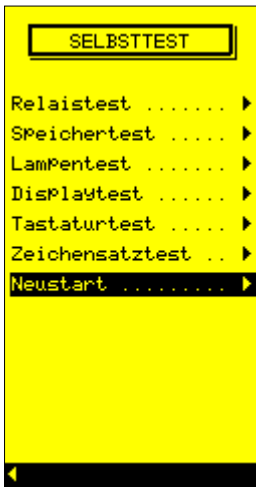 SELBSTTEST
Relaistest ....... ▶
Speichertest ..... ▶
Lampentest ....... ▶
Displaytest ...... ▶
Tastaturtest ..... ▶
Zeichensatztest .. ▶
Neustart ......... ▶
◀